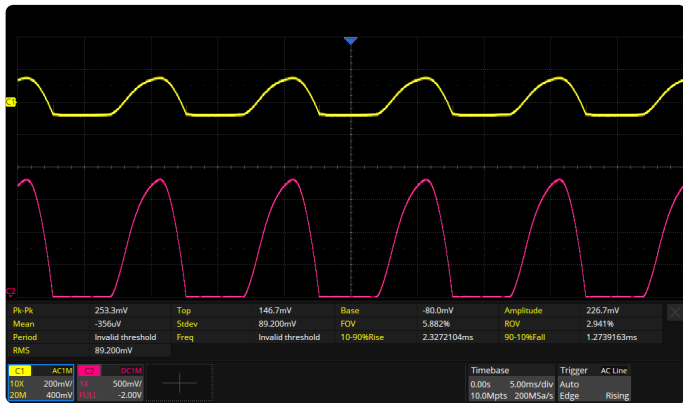 C1
C2
Pk-Pk 253.3mV Top 146.7mV Base -80.0mV Amplitude 226.7mV
Mean -356uV Stdev 89.200mV FOV 5.882% ROV 2.941%
Period Invalid threshold Freq Invalid threshold 10-90%Rise 2.3272104ms 90-10%Fall 1.2739163ms
RMS 89.200mV
C1 AC1M C2 DC1M Timebase Trigger AC Line
10X 200mV/ 1X 500mV/ 0.00s 5.00ms/div Auto
20M 400mV FULL -2.00V 10.0Mpts 200MSa/s Edge Rising